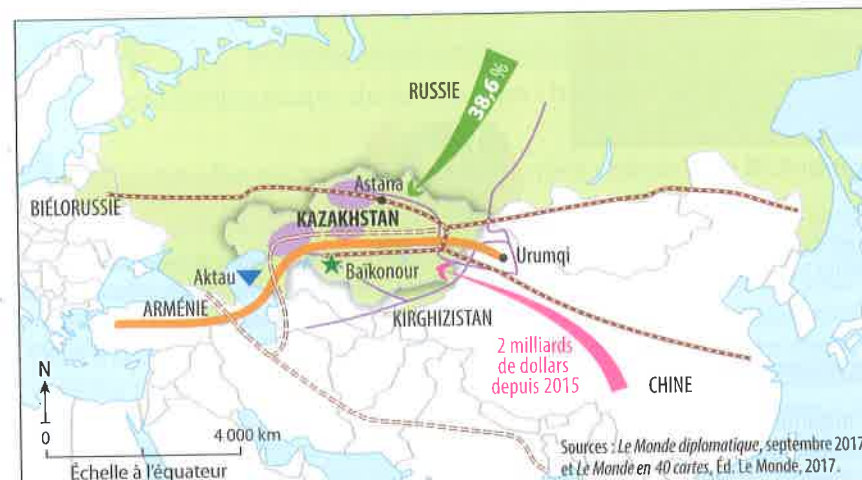 RUSSIE
38,6 %
Astana
BIÉLORUSSIE
KAZAKHSTAN
Urumqi
Aktau
Baïkonour
ARMÉNIE
KIRGHIZISTAN
2 milliards
de dollars
depuis 2015
CHINE
N
0
4 000 km
Échelle à l'équateur
Sources : Le Monde diplomatique, septembre 2017
et Le Monde en 40 cartes, Éd. Le Monde, 2017.